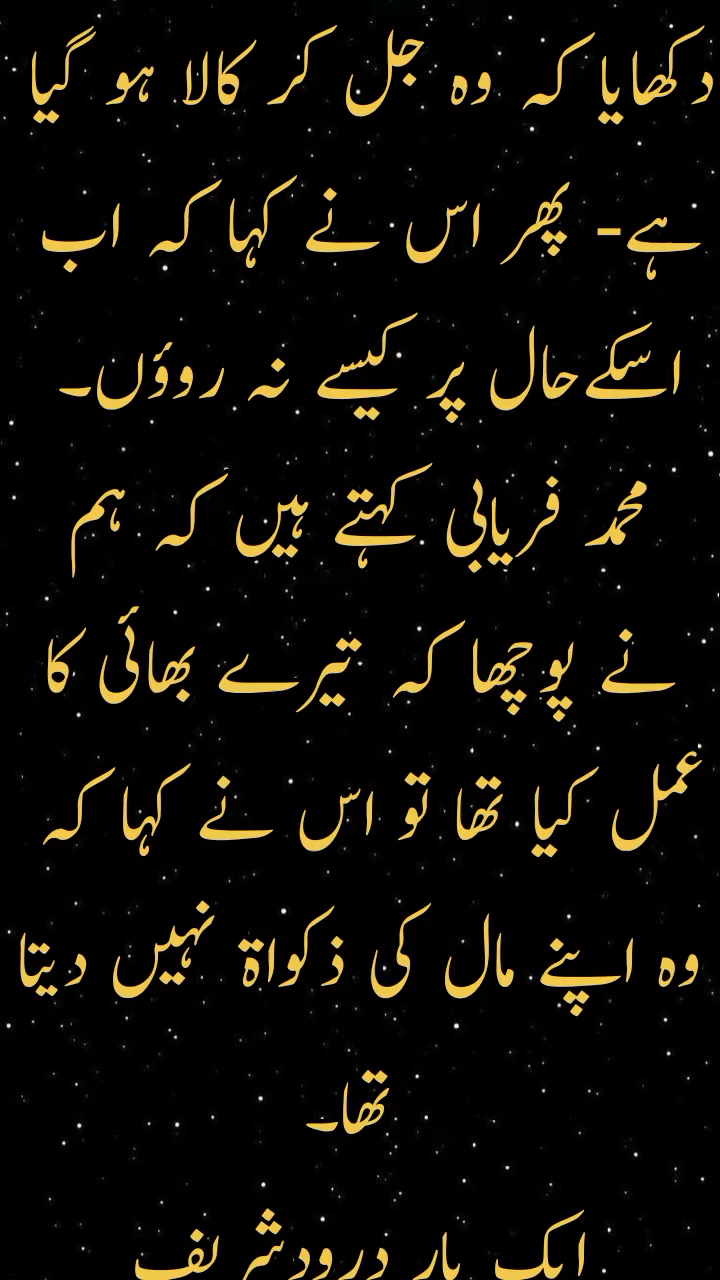 دکھایا کہ وہ جل کر کالا ہو گیا
ہے- پھر اس نے کہا کہ اب
اسکے حال پر کیسے نہ روؤں۔
محمد فریابی کہتے ہیں کہ ہم
نے پوچھا کہ تیرے بھائی کا
عمل کیا تھا تو اس نے کہا کہ
وہ اپنے مال کی ذکواۃ نہیں دیتا
تھا۔
ایک بار درودشریف